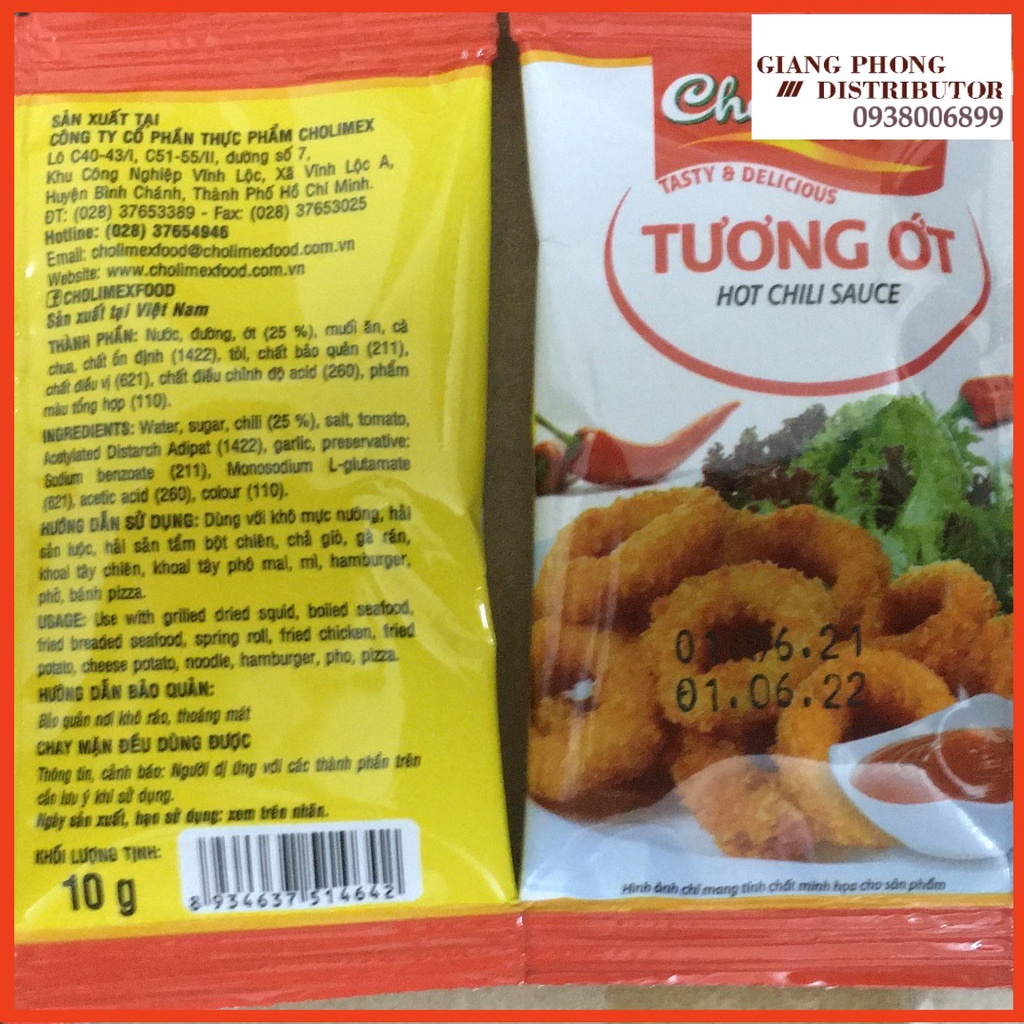 SẢN XUẤT TẠI
CÔNG TY CỔ PHẦN THỰC PHẨM CHOLIMEX
Lô C40-43/I, C51-55/II, đường số 7,
Khu Công Nghiệp Vĩnh Lộc, Xã Vĩnh Lộc A,
Huyện Bình Chánh, Thành Phố Hồ Chí Minh.
ĐT: (028) 37653389 - Fax: (028) 37653025
Hotline: (028) 37654946
Email: cholimexfood@cholimexfood.com.vn
Website: www.cholimexfood.com.vn
CHOLIMEXFOOD
Sản xuất tại Việt Nam
THÀNH PHẦN: Nước, đường, ớt (25 %), muối ăn, cà
chua, chất ổn định (1422), tỏi, chất bảo quản (211),
chất điều vị (621), chất điều chỉnh độ acid (260), phẩm
màu tổng hợp (110).
INGREDIENTS: Water, sugar, chili (25 %), salt, tomato,
Acetylated Distarch Adipat (1422), garlic, preservative:
Sodium benzoate (211), Monosodium L-glutamate
(621), acetic acid (260), colour (110).
HƯỚNG DẪN SỬ DỤNG: Dùng với khô mực nướng, hải
sản luộc, hải sản tẩm bột chiên, chả giò, gà rán,
khoai tây chiên, khoai tây phô mai, mì, hamburger,
phở, bánh pizza.
USAGE: Use with grilled dried squid, boiled seafood,
fried breaded seafood, spring roll, fried chicken, fried
potato, cheese potato, noodle, hamburger, pho, pizza.
HƯỚNG DẪN BẢO QUẢN:
Bảo quản nơi khô ráo, thoáng mát
CHAY MẶN ĐỀU DÙNG ĐƯỢC
Thông tin, cảnh báo: Người dị ứng với các thành phần trên
cần lưu ý khi sử dụng.
Ngày sản xuất, hạn sử dụng: xem trên nhãn.
KHỐI LƯỢNG TỊNH:
10 g
8 934637 514642
GIANG PHONG
DISTRIBUTOR
0938006899
Ch
TASTY & DELICIOUS
TƯƠNG ỚT
HOT CHILI SAUCE
01.06.21
01.06.22
Hình ảnh chỉ mang tính chất minh họa cho sản phẩm